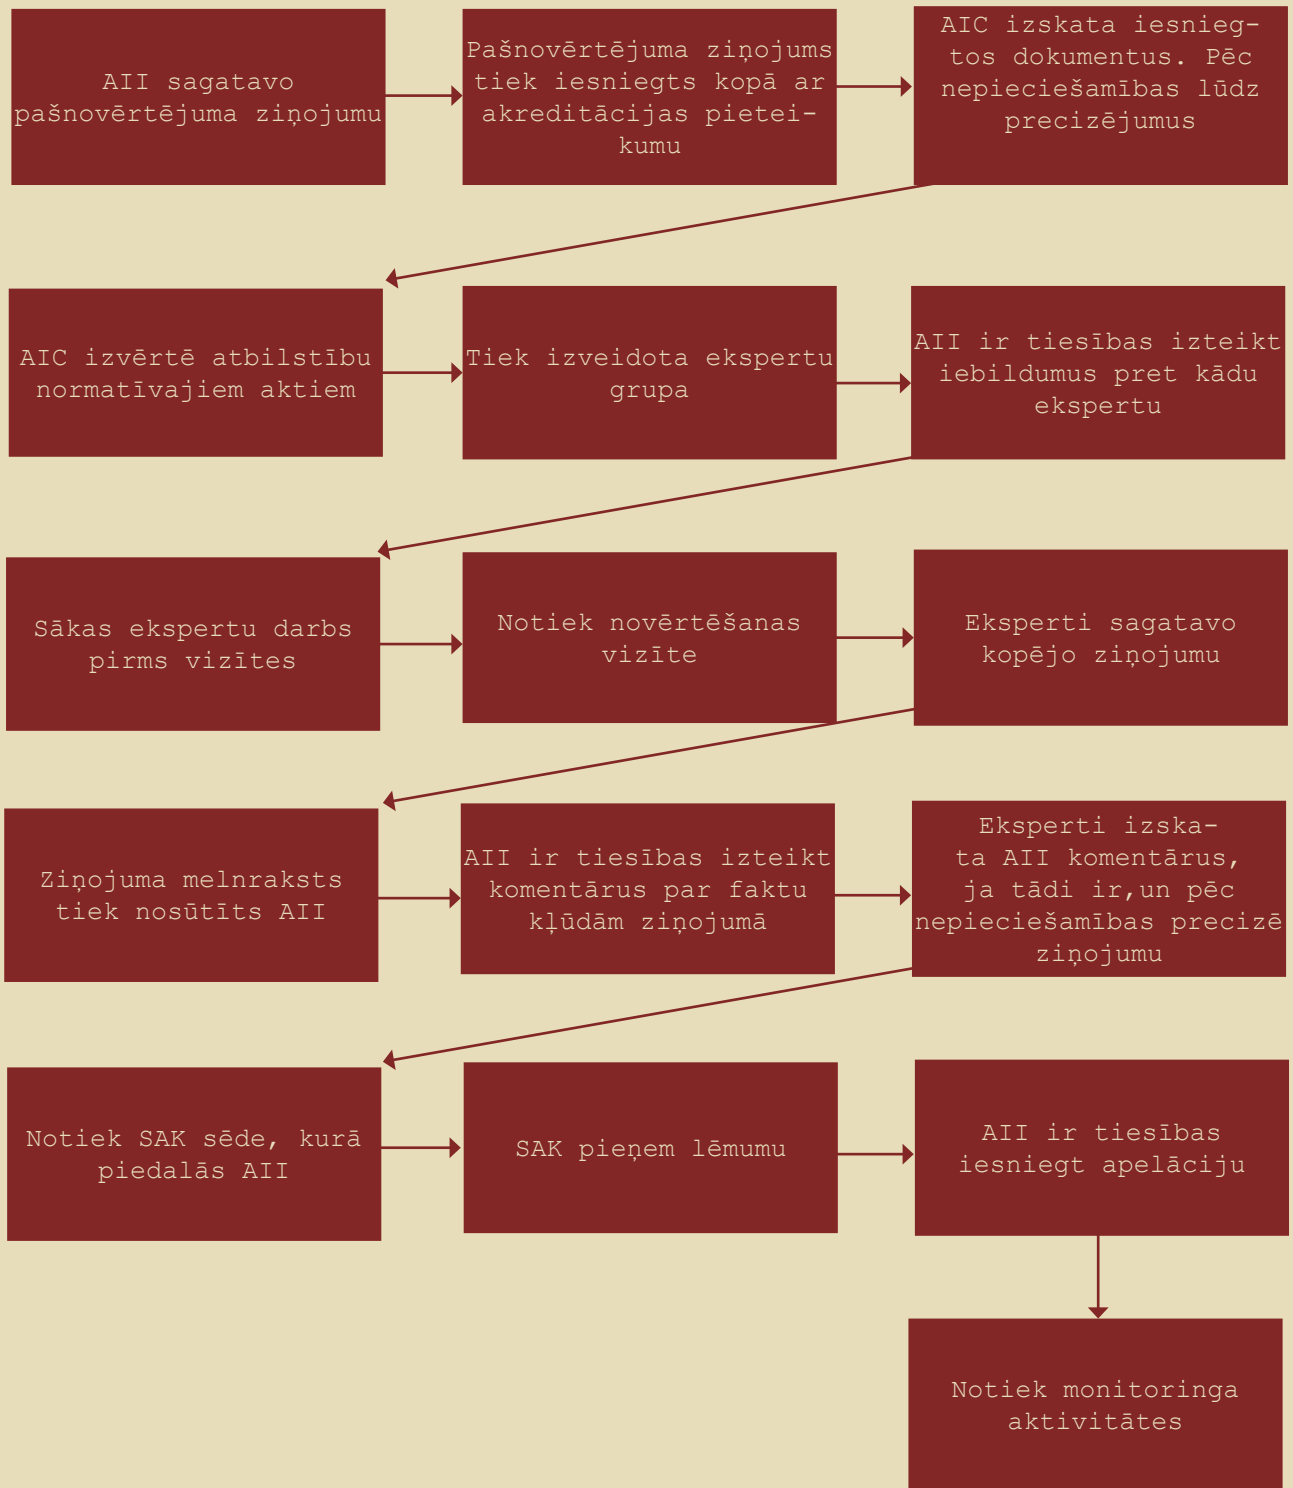 AII sagatavo
pašnovērtējuma ziņojumu
Pašnovērtējuma ziņojums
tiek iesniegts kopā ar
akreditācijas pietei-
kumu
AIC izskata iesnieg-
tos dokumentus. Pēc
nepieciešamības lūdz
precizējumus
AIC izvērtē atbilstību
normatīvajiem aktiem
Tiek izveidota ekspertu
grupa
AII ir tiesības izteikt
iebildumus pret kādu
ekspertu
Sākas ekspertu darbs
pirms vizītes
Notiek novērtēšanas
vizīte
Eksperti sagatavo
kopējo ziņojumu
Ziņojuma melnraksts
tiek nosūtīts AII
AII ir tiesības izteikt
komentārus par faktu
kļūdām ziņojumā
Eksperti izska-
ta AII komentārus,
ja tādi ir,un pēc
nepieciešamības precizē
ziņojumu
Notiek SAK sēde, kurā
piedalās AII
SAK pieņem lēmumu
AII ir tiesības
iesniegt apelāciju
Notiek monitoringa
aktivitātes